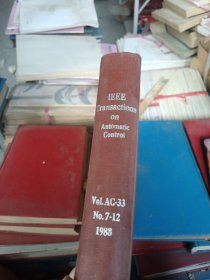 IEEE
Transactions
on
Automatic
Control
Vol. AC-33
No. 7-12
1988